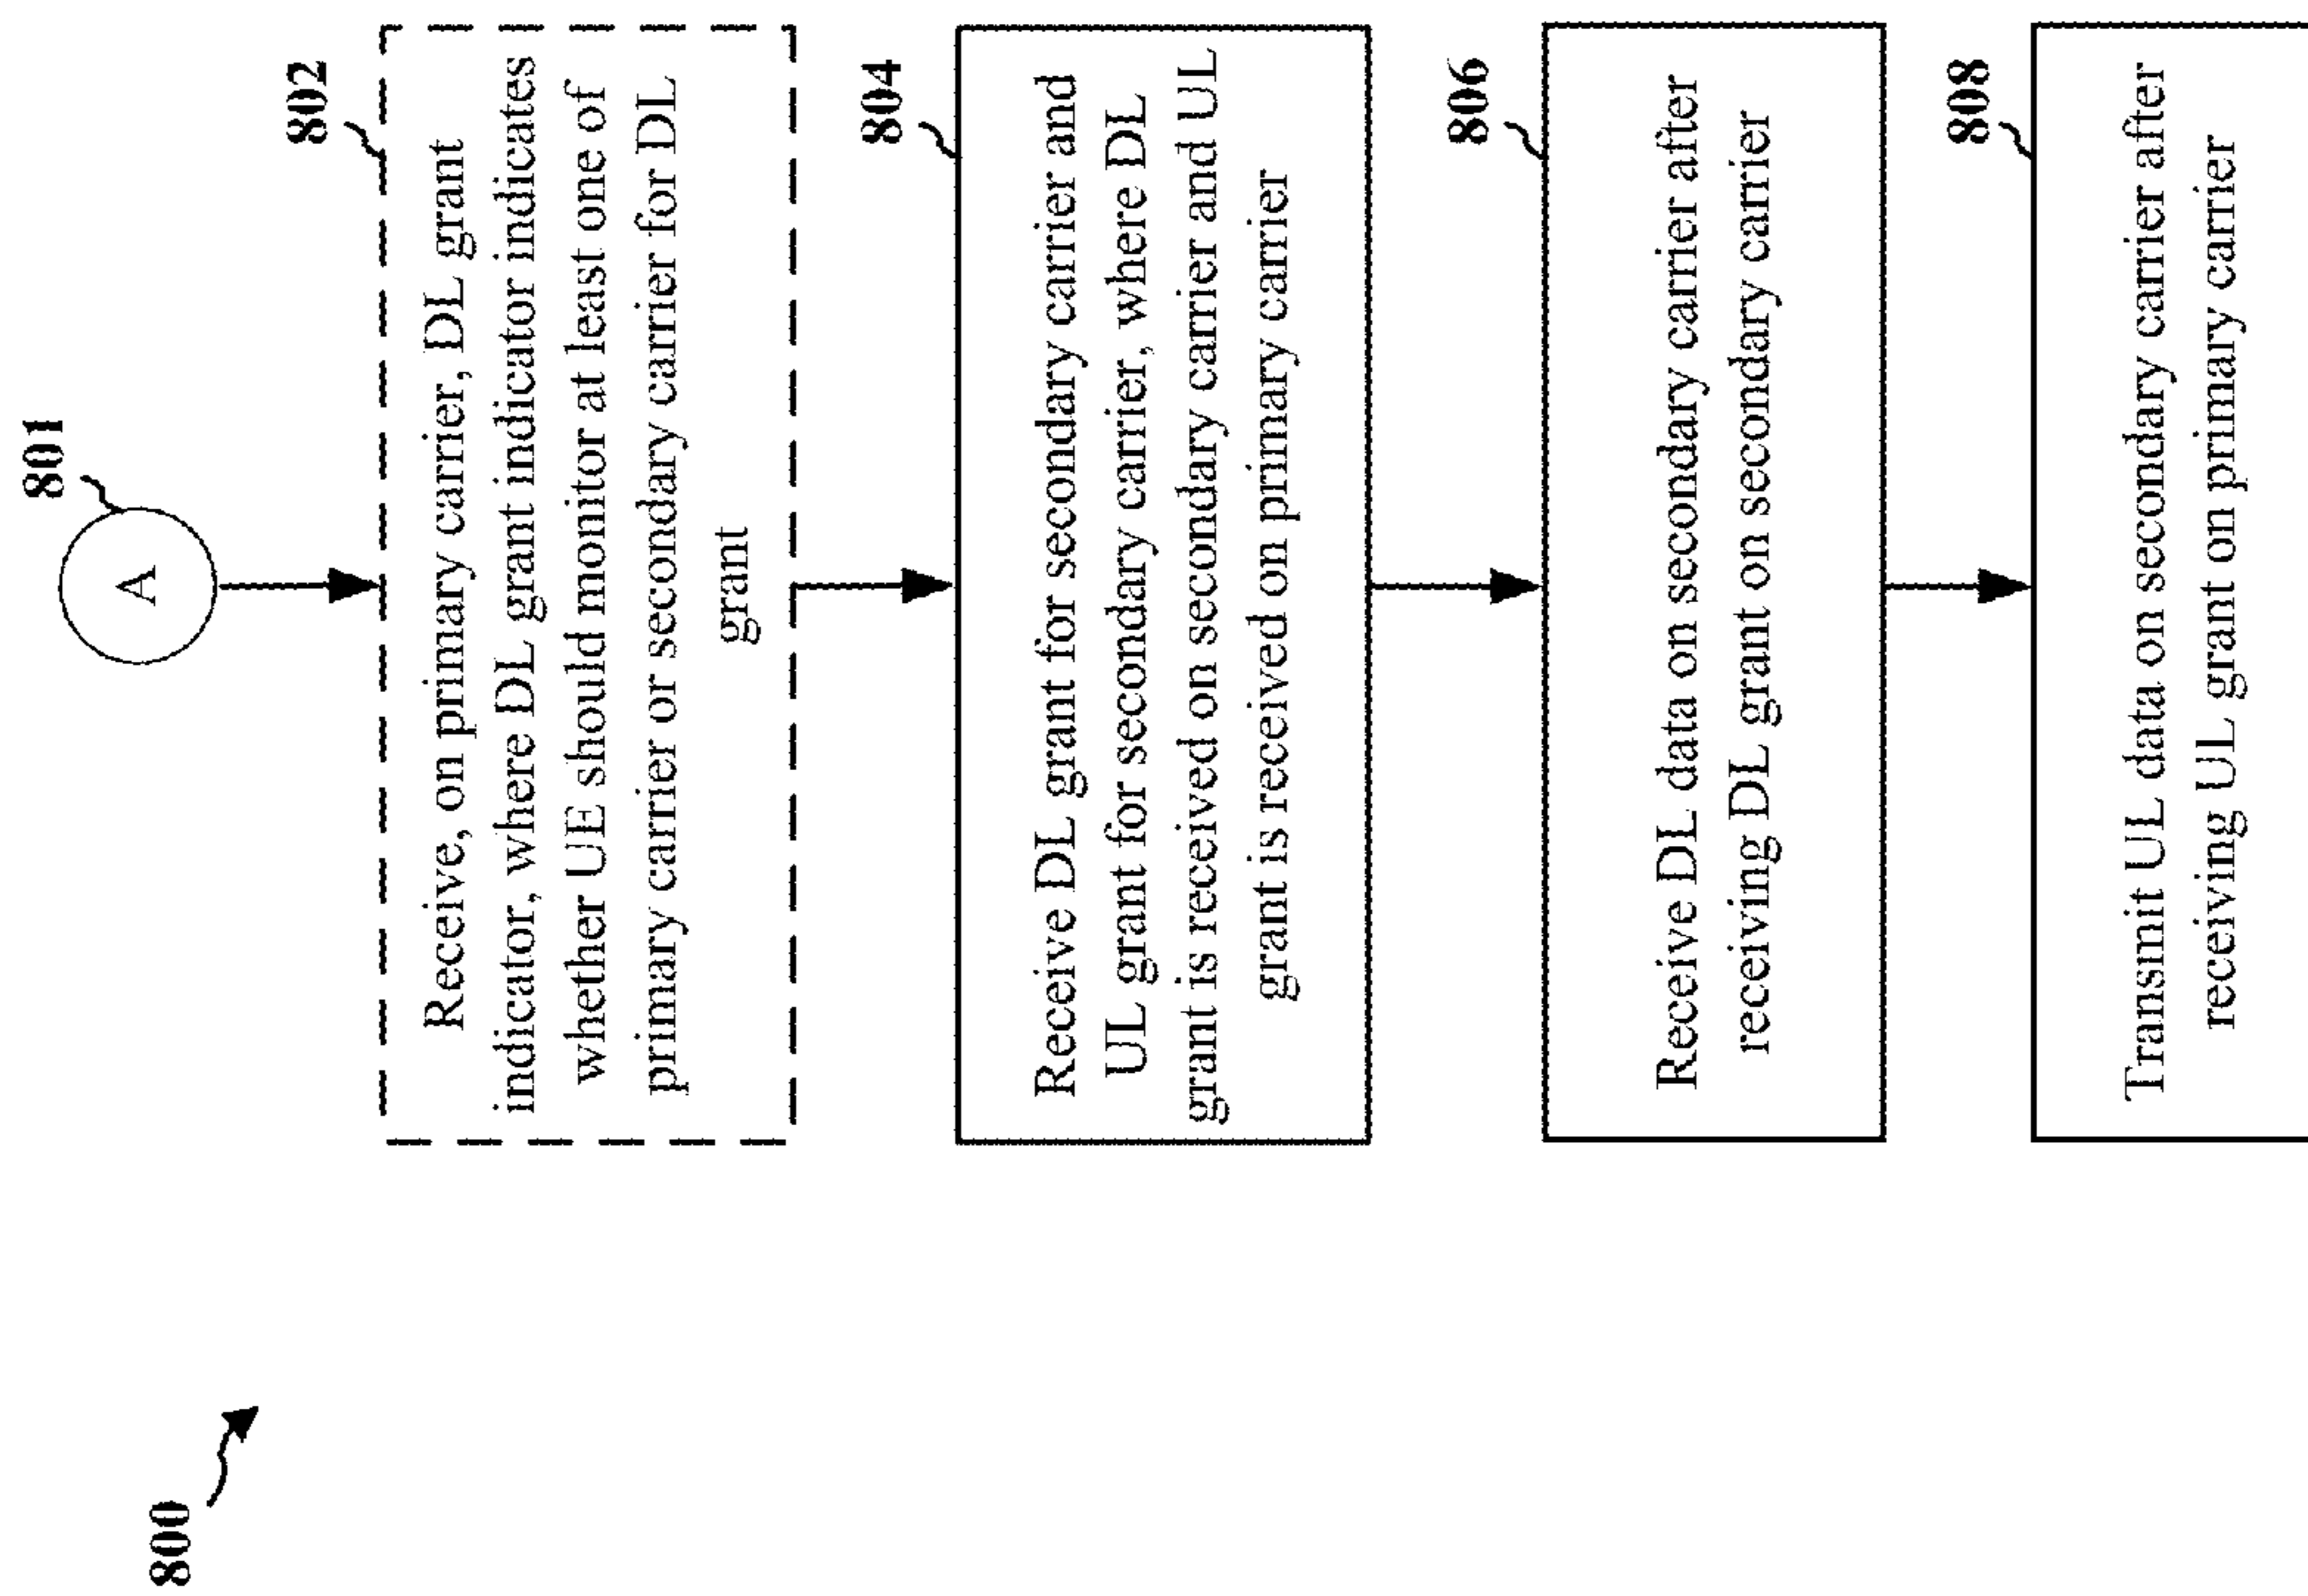 800
801
A
802
Receive, on primary carrier, DL grant
indicator, where DL grant indicator indicates
whether UE should monitor at least one of
primary carrier or secondary carrier for DL
grant
804
Receive DL grant for secondary carrier and
UL grant for secondary carrier, where DL
grant is received on secondary carrier and UL
grant is received on primary carrier
806
Receive DL data on secondary carrier after
receiving DL grant on secondary carrier
808
Transmit UL data on secondary carrier after
receiving UL grant on primary carrier